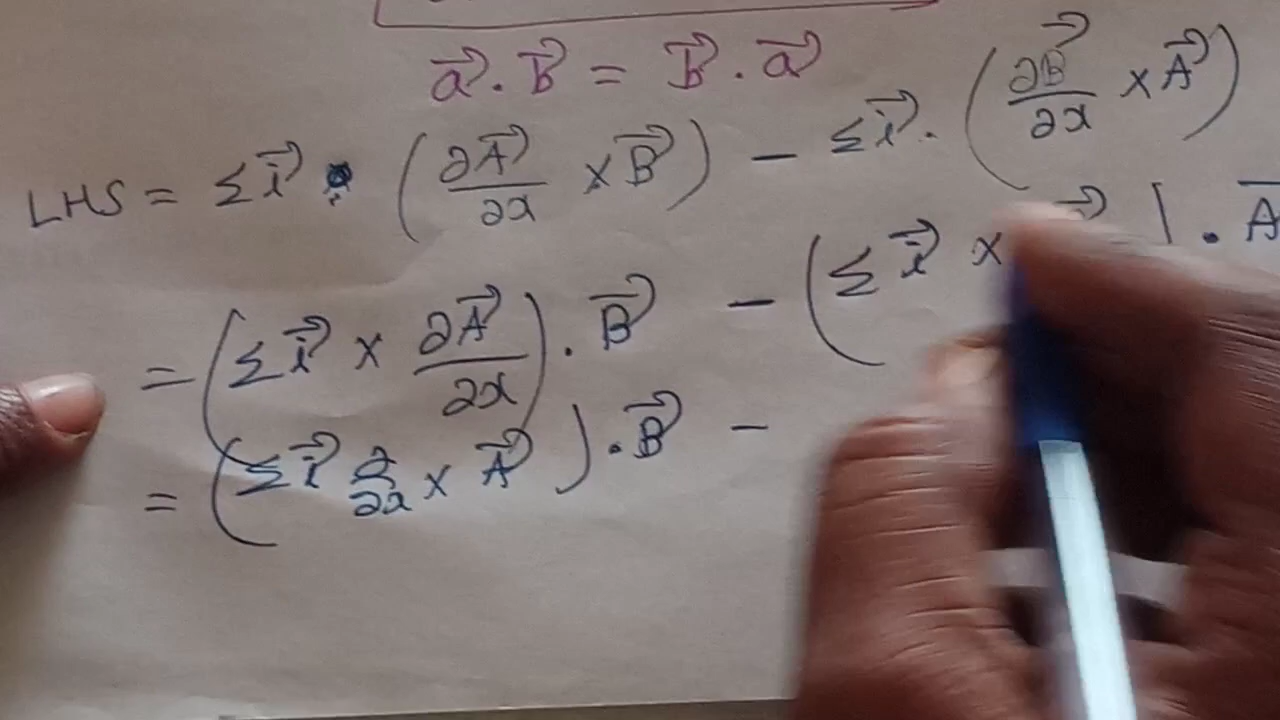 a⃗ . B⃗ = B⃗ . a⃗
LHS = Σ i⃗ • (∂A⃗/∂x × B⃗) − Σ i⃗ . (∂B⃗/∂x × A⃗)
= (Σ i⃗ × ∂A⃗/∂x) . B⃗ − (Σ i⃗ × ) . A⃗
= (Σ i⃗ ∂/∂x × A⃗) . B⃗ −